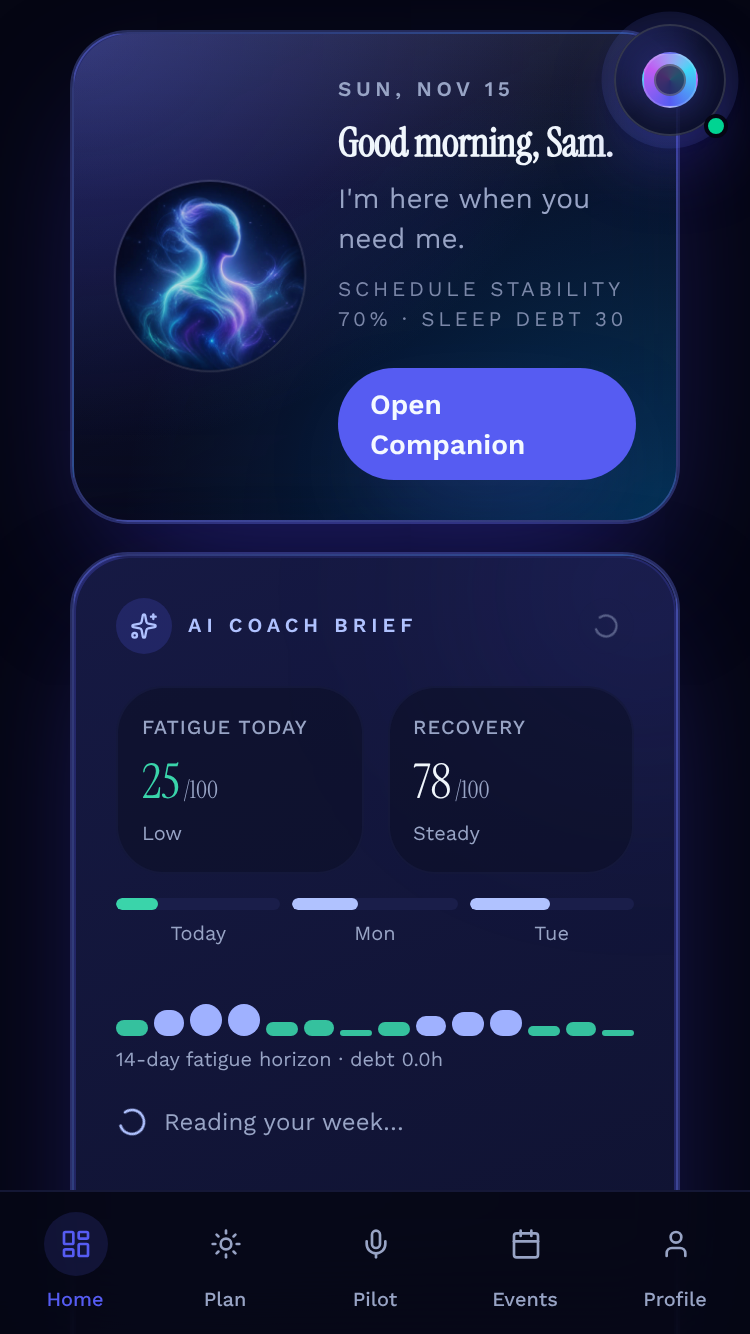 SUN, NOV 15
Good morning, Sam.
I'm here when you
need me.
SCHEDULE STABILITY
70% · SLEEP DEBT 30
Open
Companion
AI COACH BRIEF
FATIGUE TODAY
25/100
Low
RECOVERY
78/100
Steady
Today
Mon
Tue
14-day fatigue horizon · debt 0.0h
Reading your week...
Home
Plan
Pilot
Events
Profile